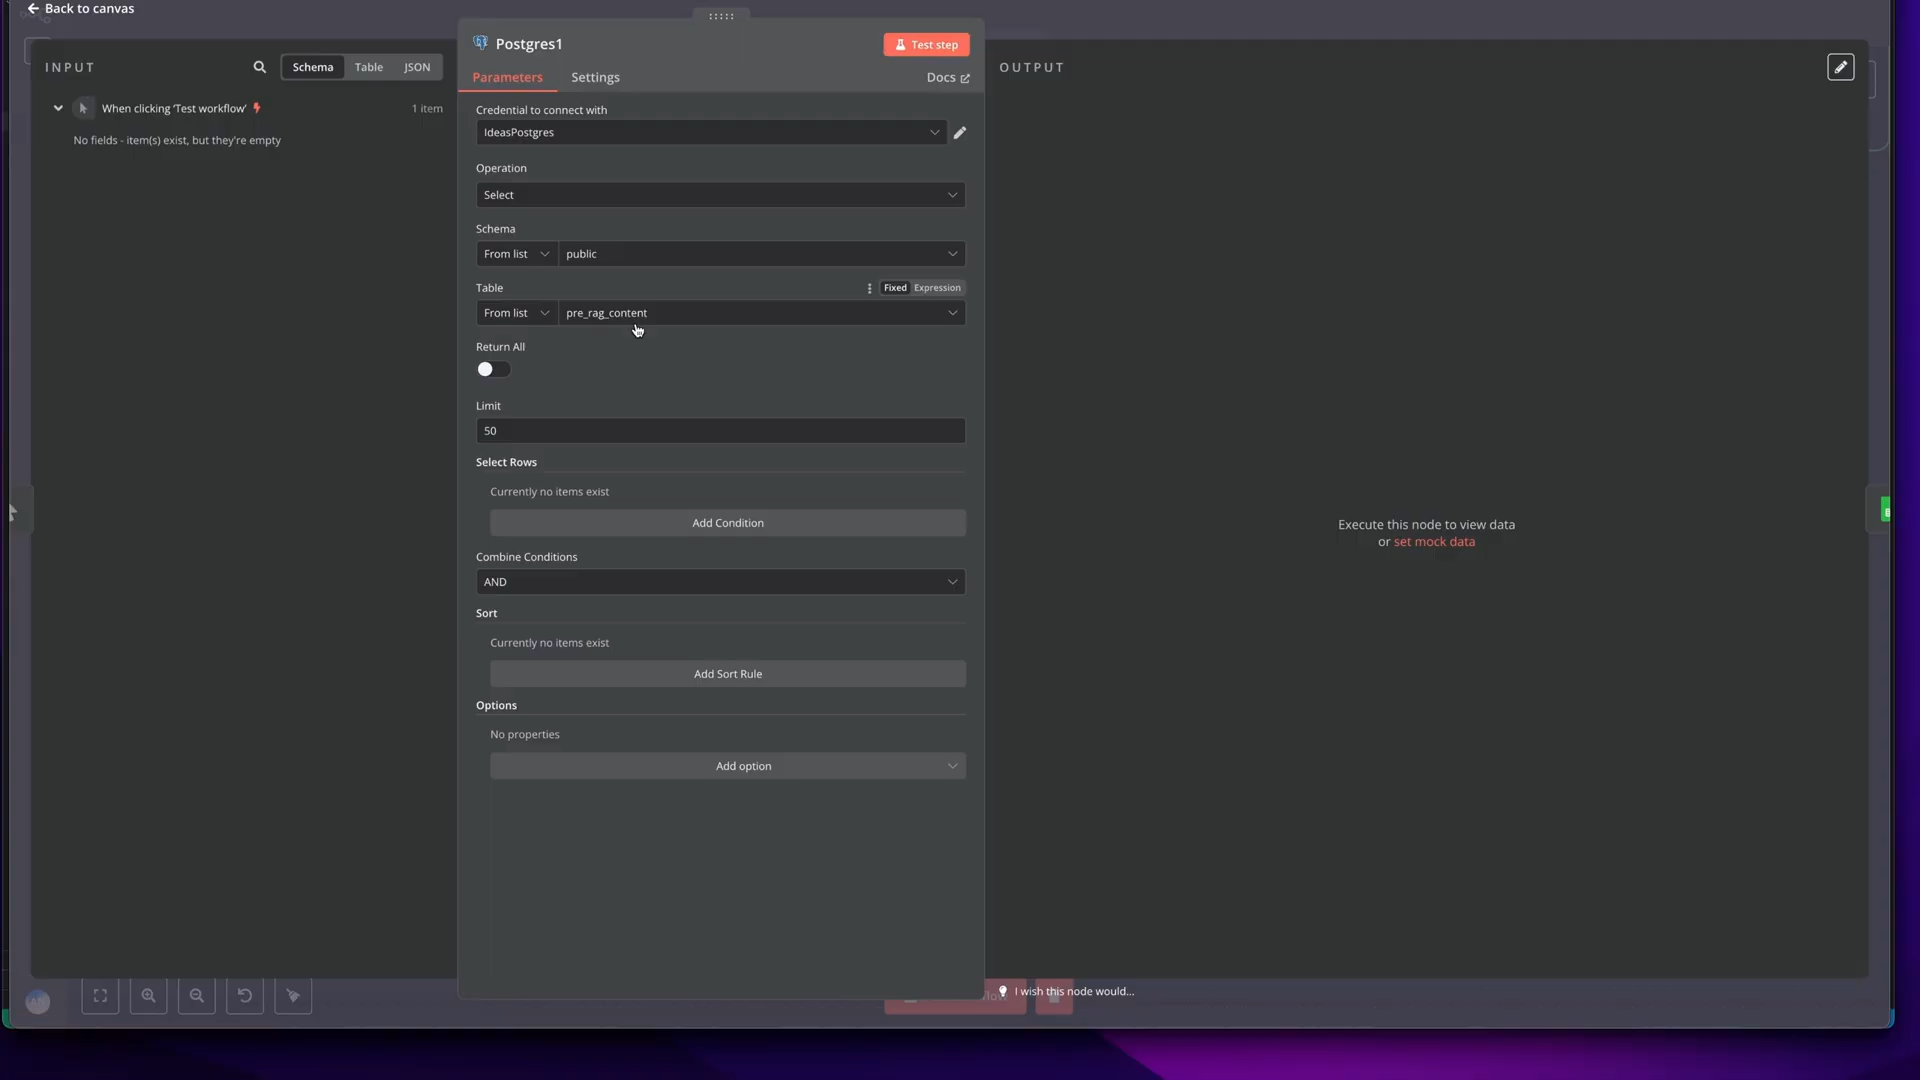 Back to canvas
INPUT
Schema
Table
JSON
When clicking ‘Test workflow’
1 item
No fields - item(s) exist, but they're empty
Postgres1
Test step
Parameters
Settings
Docs
Credential to connect with
IdeasPostgres
Operation
Select
Schema
From list
public
Table
Fixed
Expression
From list
pre_rag_content
Return All
Limit
50
Select Rows
Currently no items exist
Add Condition
Combine Conditions
AND
Sort
Currently no items exist
Add Sort Rule
Options
No properties
Add option
OUTPUT
Execute this node to view data
or set mock data
I wish this node would...